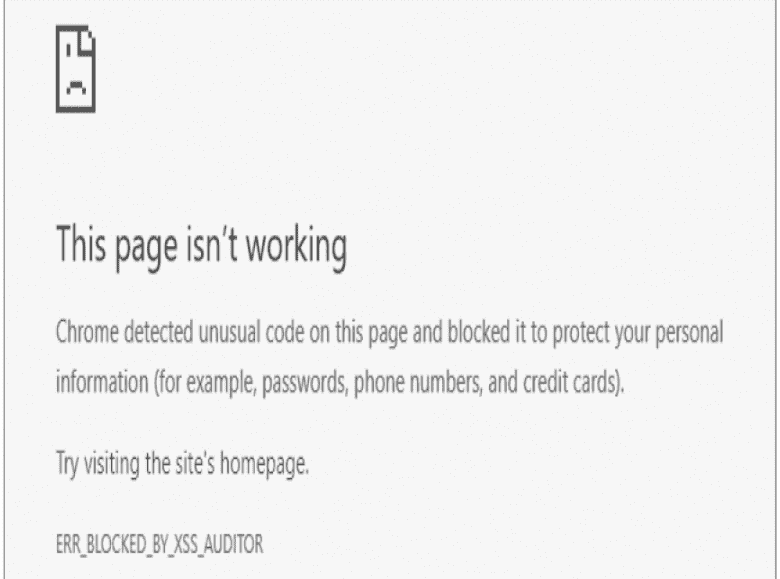 This page isn’t working
Chrome detected unusual code on this page and blocked it to protect your personal
information (for example, passwords, phone numbers, and credit cards).
Try visiting the site's homepage.
ERR_BLOCKED_BY_XSS_AUDITOR